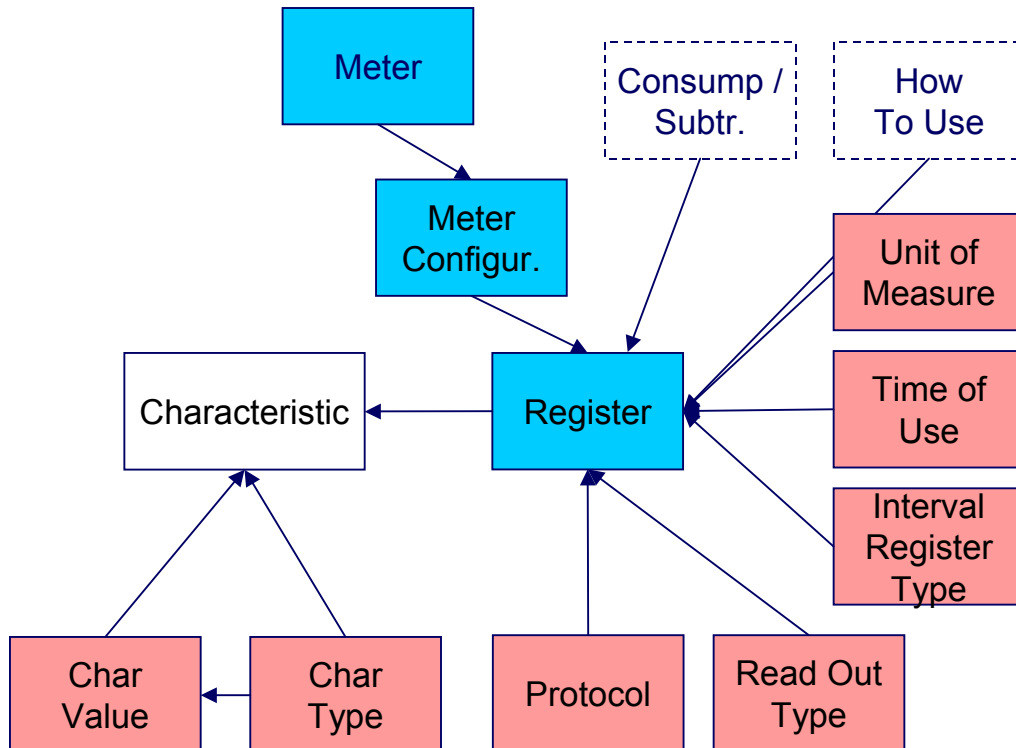 Meter
Consump /
Subtr.
How
To Use
Meter
Configur.
Unit of
Measure
Characteristic
Register
Time of
Use
Interval
Register
Type
Char
Value
Char
Type
Protocol
Read Out
Type